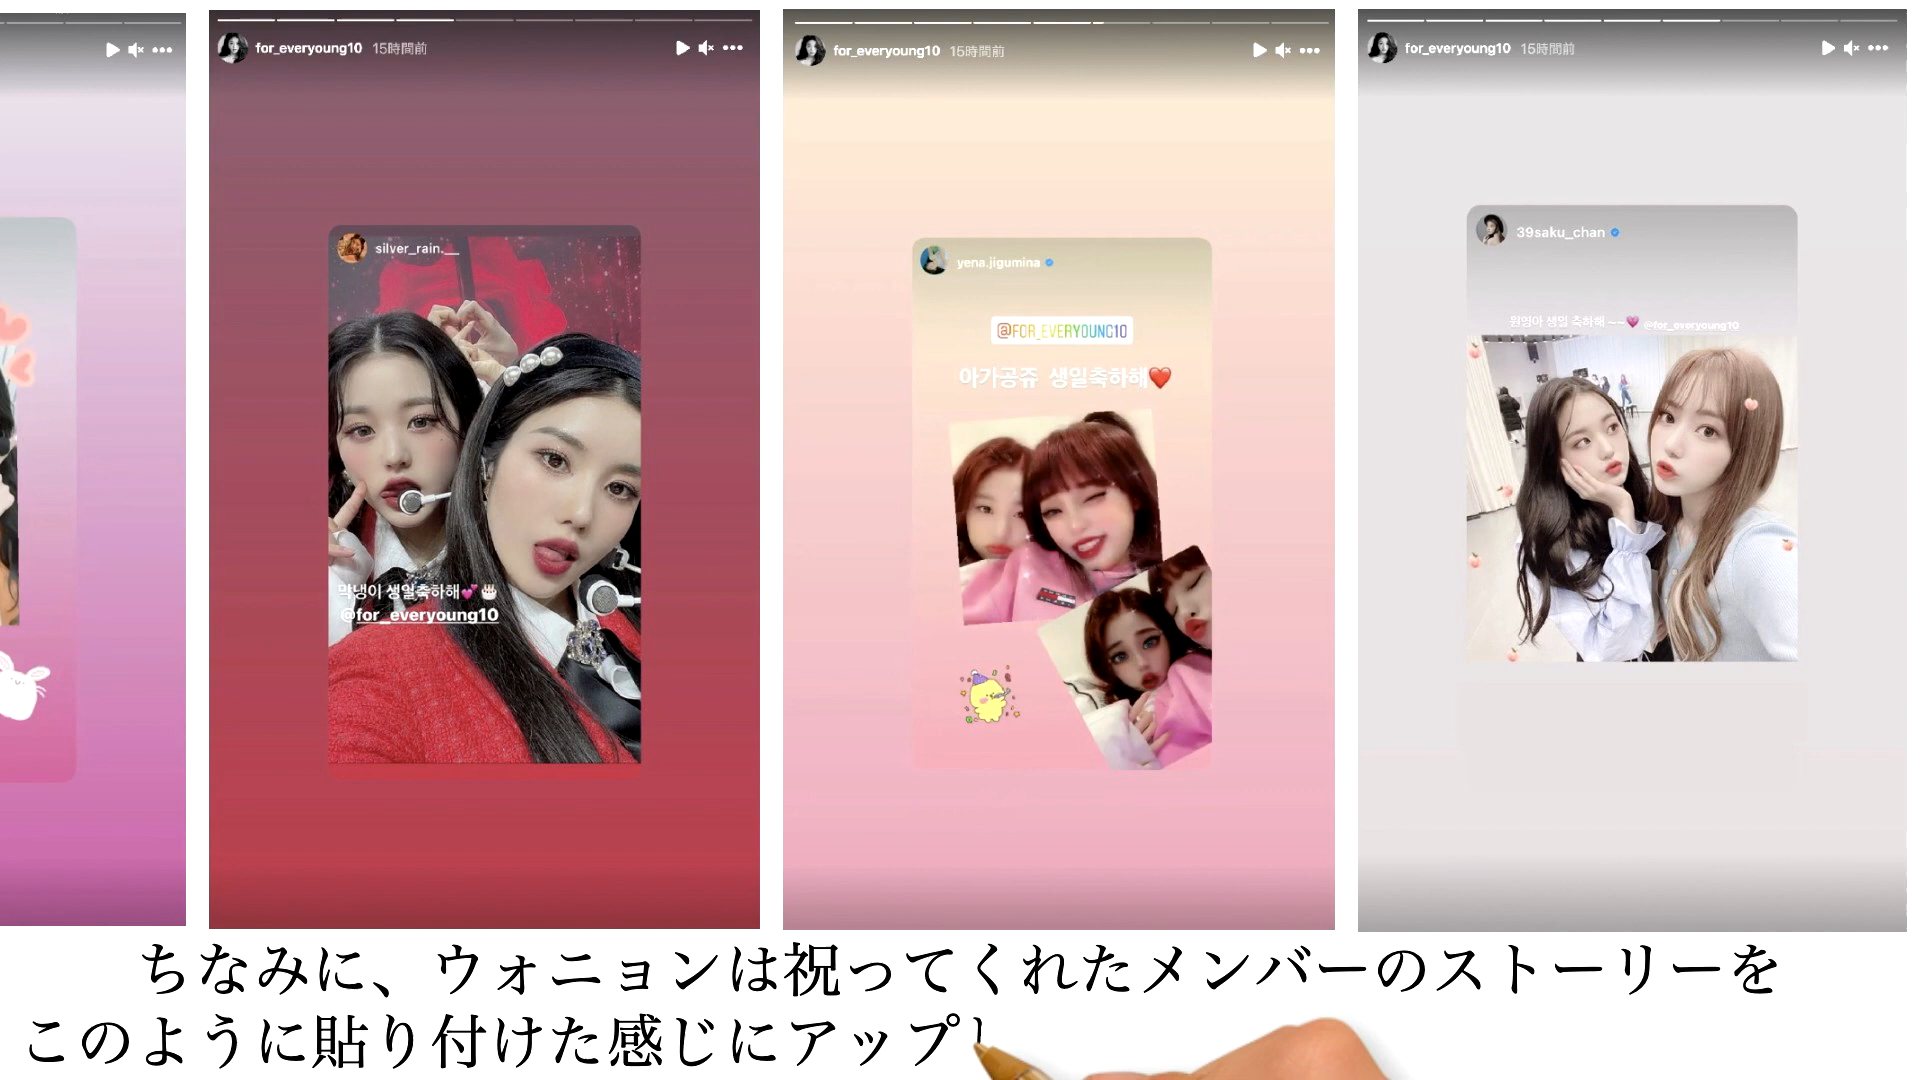 for_everyoung10 15時間前
silver_rain.__
막냉이 생일축하해💕🎂
@for_everyoung10
for_everyoung10 15時間前
yena.jigumina
@FOR_EVERYOUNG10
아가공쥬 생일축하해❤️
for_everyoung10 15時間前
39saku_chan
원영아 생일 축하해 ~~💗 @for_everyoung10
ちなみに、ウォニョンは祝ってくれたメンバーのストーリーを
このように貼り付けた感じにアップし